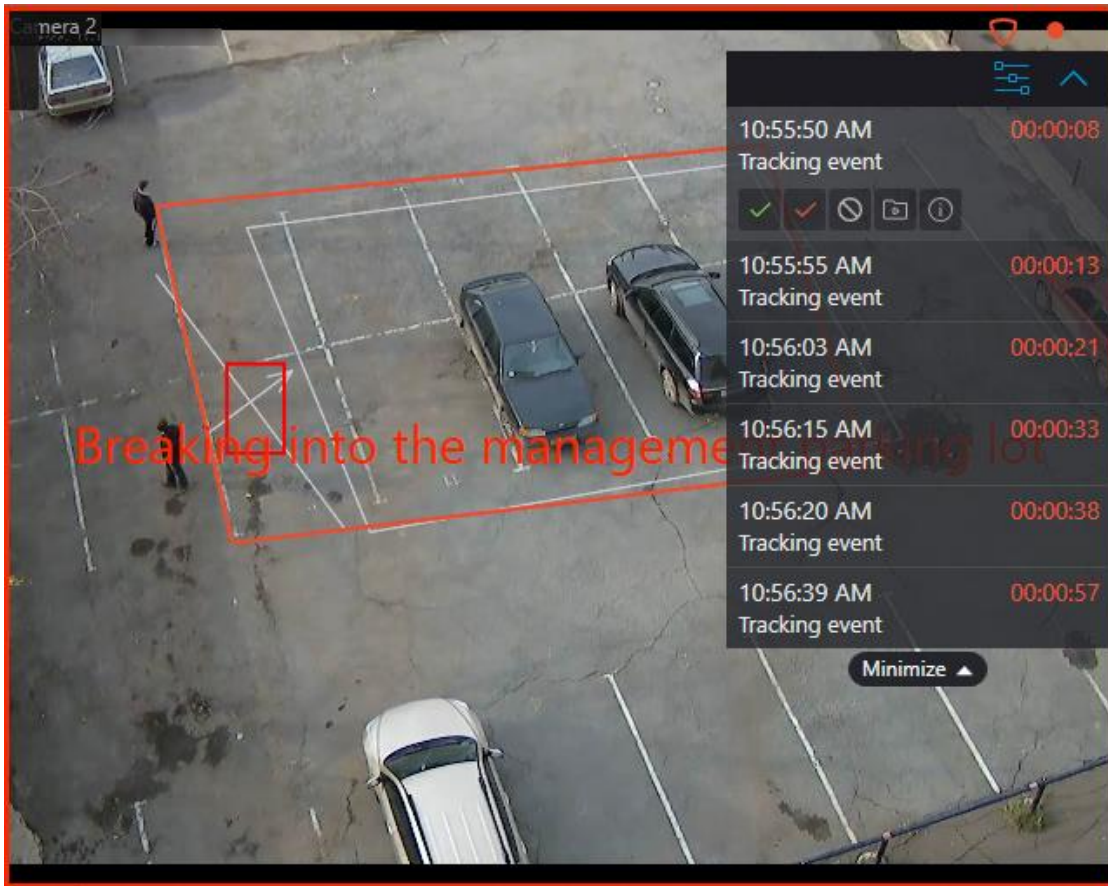 Camera 2
10:55:50 AM 00:00:08
Tracking event
10:55:55 AM 00:00:13
Tracking event
10:56:03 AM 00:00:21
Tracking event
Breaking into the management parking lot
10:56:15 AM 00:00:33
Tracking event
10:56:20 AM 00:00:38
Tracking event
10:56:39 AM 00:00:57
Tracking event
Minimize